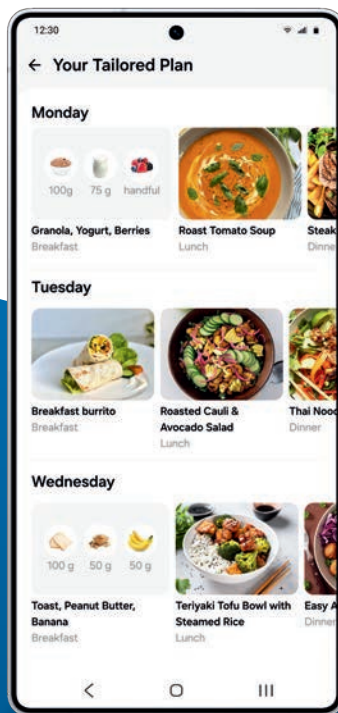 12:30
Your Tailored Plan
Monday
100g 75 g handful
Granola, Yogurt, Berries
Breakfast
Roast Tomato Soup
Lunch
Steak
Tuesday
Breakfast burrito
Breakfast
Roasted Cauli &
Avocado Salad
Lunch
Thai
Dinner
Wednesday
100 g 50 g 50 g
Toast, Peanut Butter,
Banana
Breakfast
Teriyaki Tofu Bowl with
Steamed Rice
Lunch
Easy
Dinner